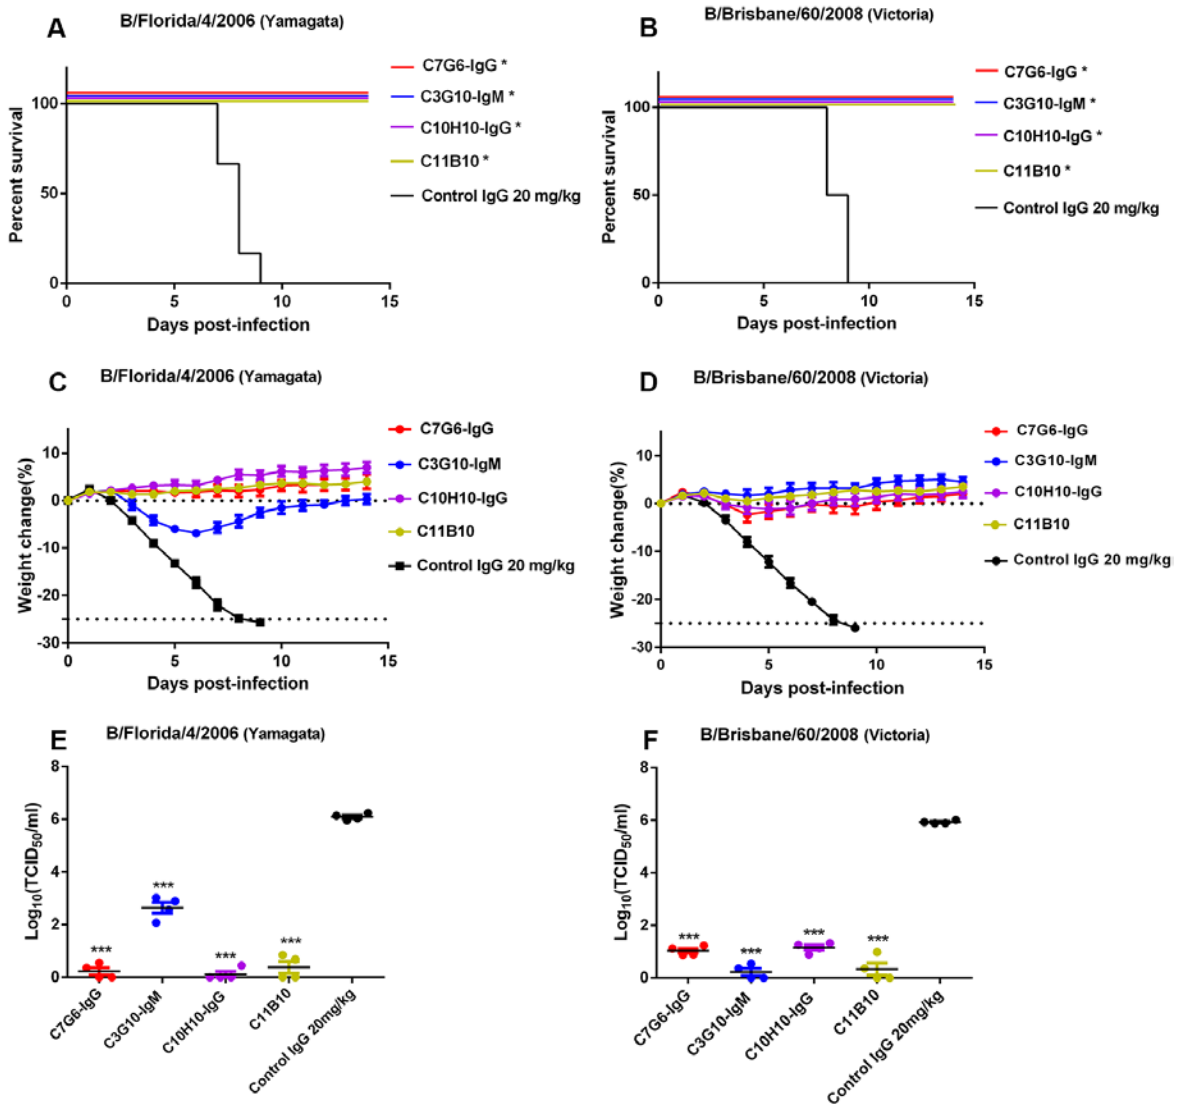 A
B/Florida/4/2006 (Yamagata)
Percent survival
100
50
0
0 5 10 15
Days post-infection
C7G6-IgG *
C3G10-IgM *
C10H10-IgG *
C11B10 *
Control IgG 20 mg/kg
B
B/Brisbane/60/2008 (Victoria)
Percent survival
100
50
0
0 5 10 15
Days post-infection
C7G6-IgG *
C3G10-IgM *
C10H10-IgG *
C11B10 *
Control IgG 20 mg/kg
C
B/Florida/4/2006 (Yamagata)
Weight change(%)
10
0
-10
-20
-30
0 5 10 15
Days post-infection
C7G6-IgG
C3G10-IgM
C10H10-IgG
C11B10
Control IgG 20 mg/kg
D
B/Brisbane/60/2008 (Victoria)
Weight change(%)
10
0
-10
-20
-30
0 5 10 15
Days post-infection
C7G6-IgG
C3G10-IgM
C10H10-IgG
C11B10
Control IgG 20 mg/kg
E
B/Florida/4/2006 (Yamagata)
Log10(TCID50/ml)
8
6
4
2
0
***
***
***
***
C7G6-IgG
C3G10-IgM
C10H10-IgG
C11B10
Control IgG 20mg/kg
F
B/Brisbane/60/2008 (Victoria)
Log10(TCID50/ml)
8
6
4
2
0
***
***
***
***
C7G6-IgG
C3G10-IgM
C10H10-IgG
C11B10
Control IgG 20mg/kg